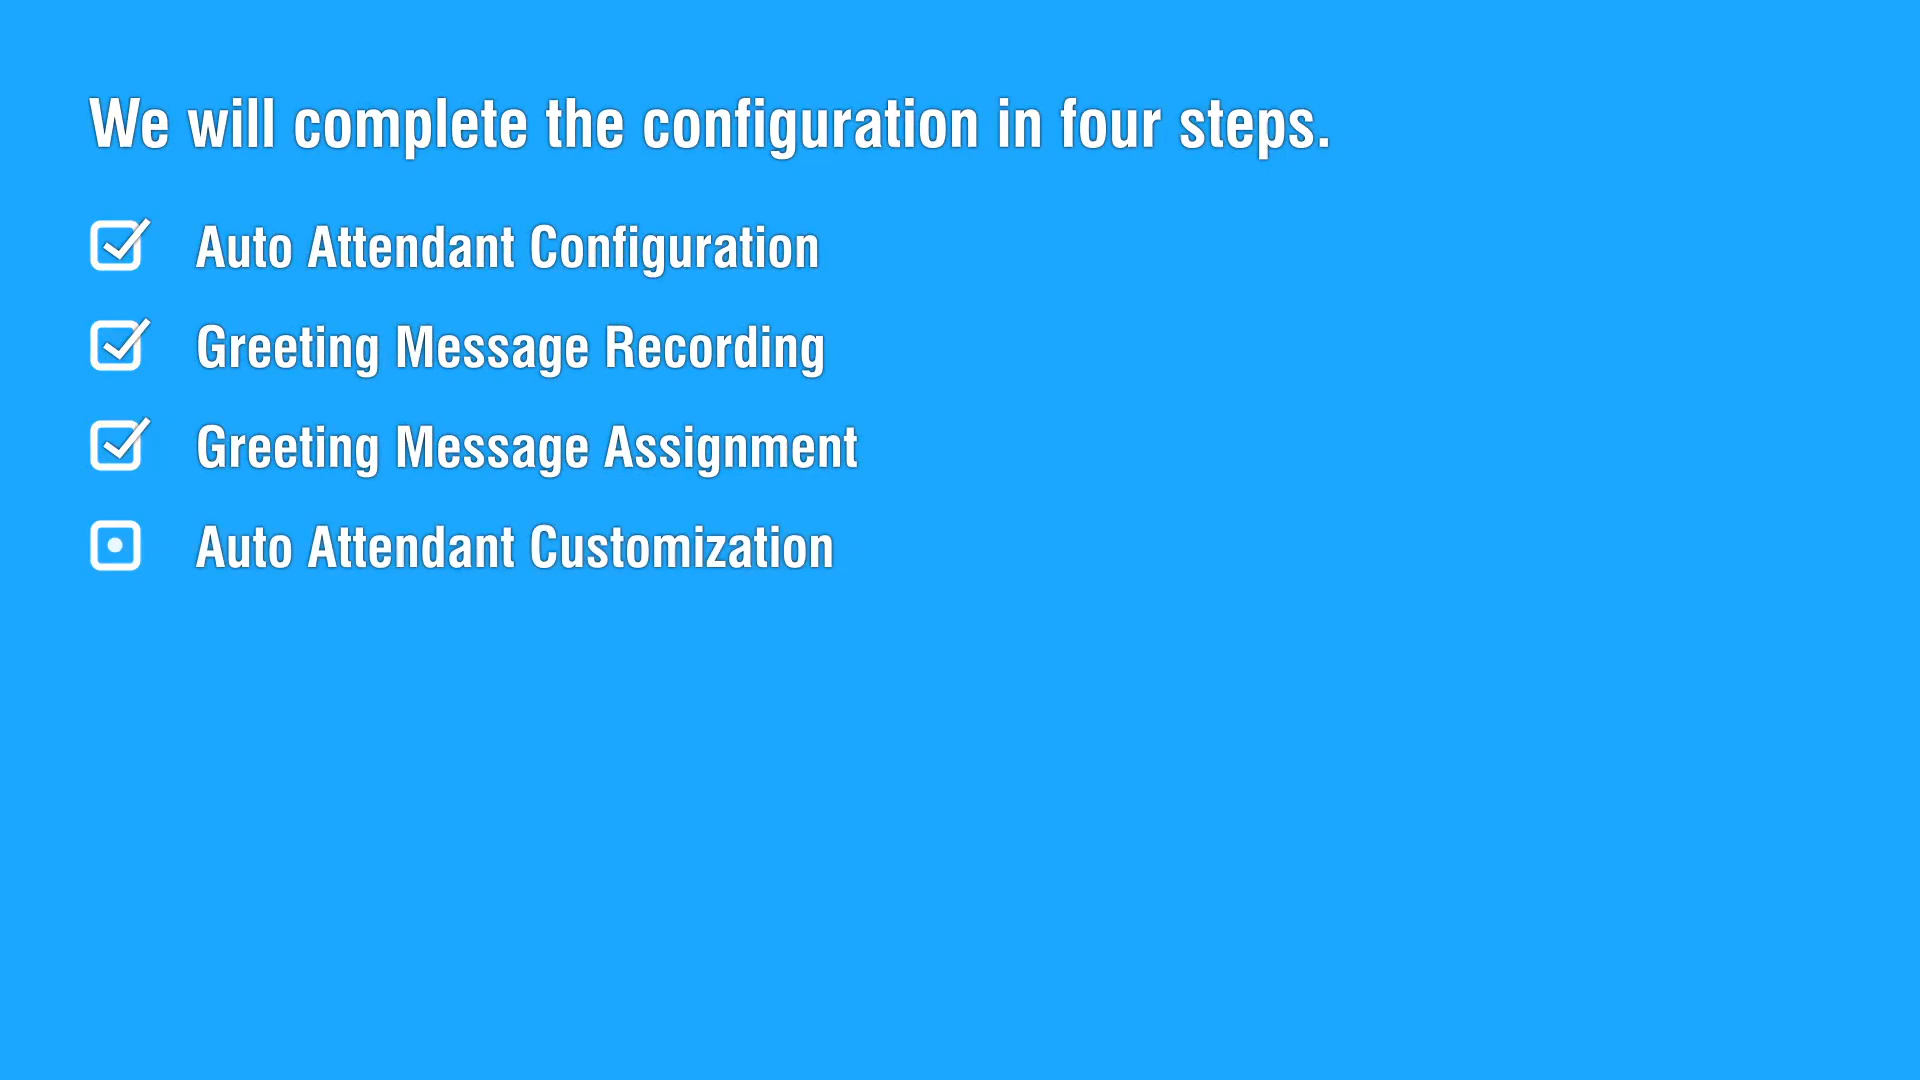 We will complete the configuration in four steps.
Auto Attendant Configuration
Greeting Message Recording
Greeting Message Assignment
Auto Attendant Customization